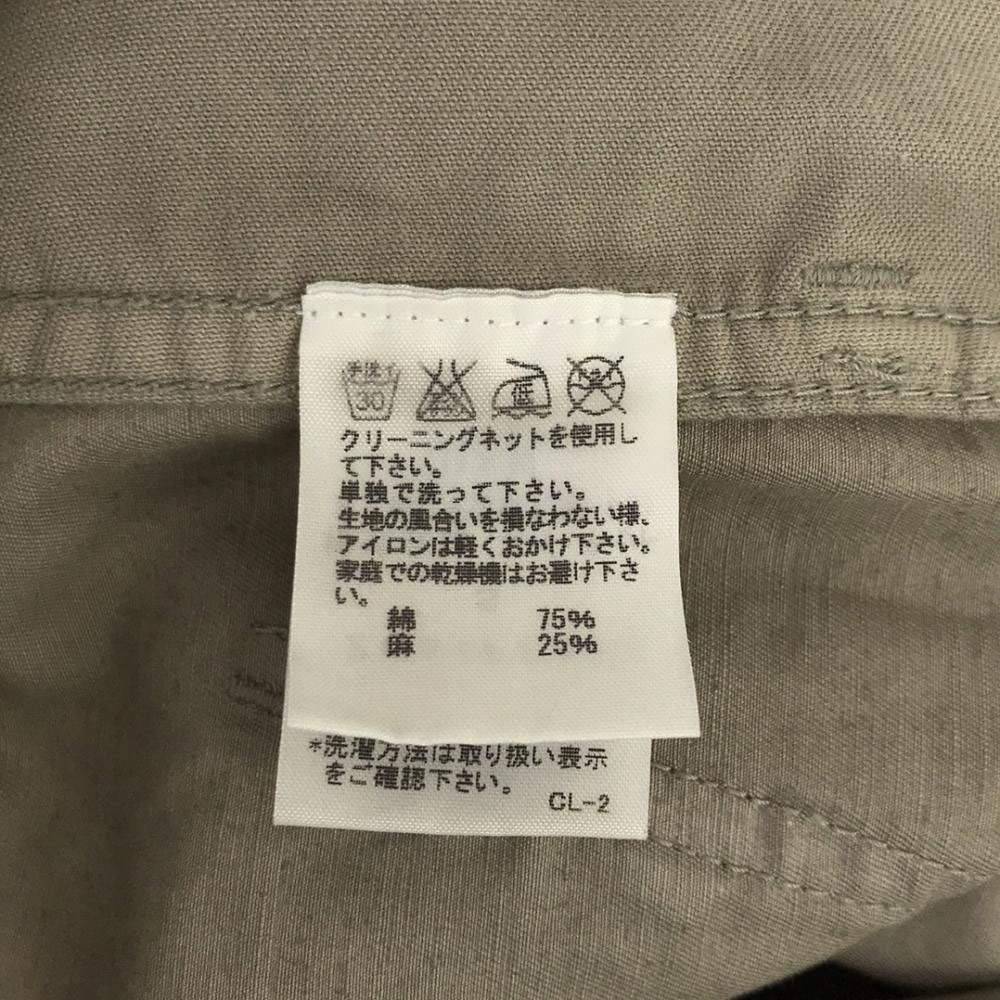 手洗イ
30
低
クリーニングネットを使用し
て下さい。
単独で洗って下さい。
生地の風合いを損なわない様、
アイロンは軽くおかけ下さい。
家庭での乾燥機はお避け下さ
い。
綿 75%
麻 25%
*洗濯方法は取り扱い表示
をご確認下さい。
CL-2